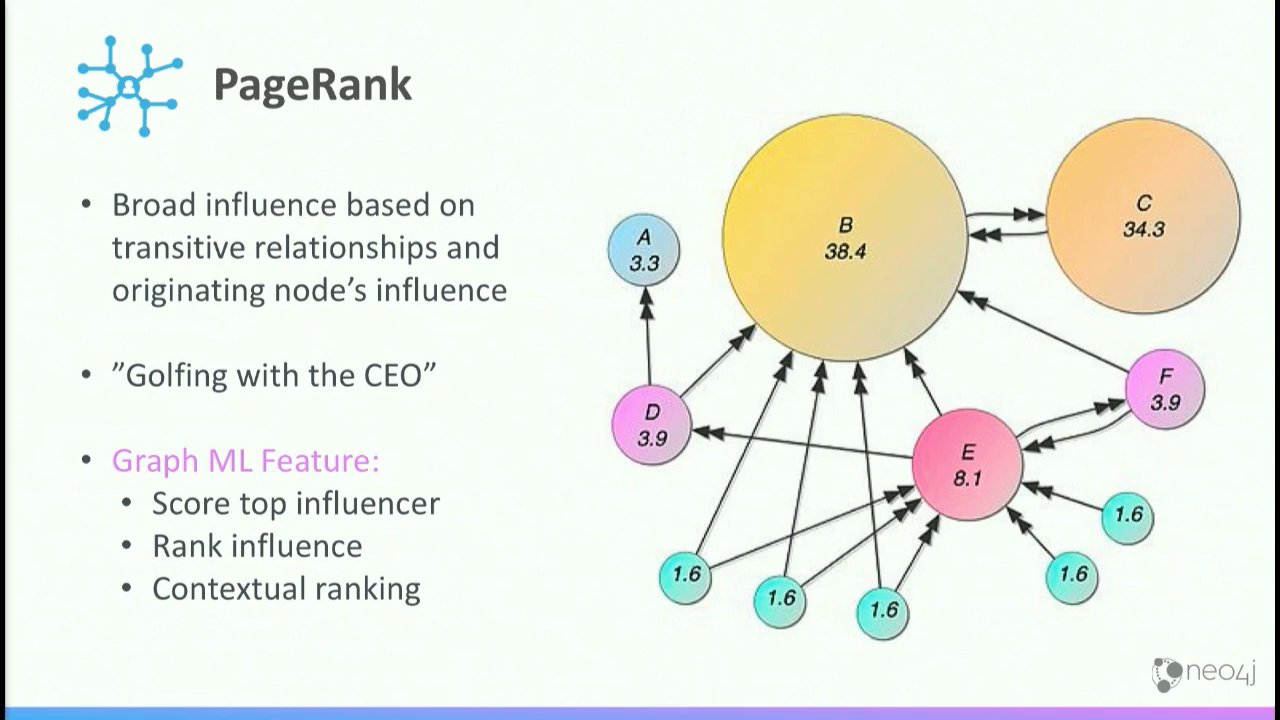 PageRank
• Broad influence based on
transitive relationships and
originating node’s influence
• ”Golfing with the CEO”
• Graph ML Feature:
• Score top influencer
• Rank influence
• Contextual ranking
A
3.3
B
38.4
C
34.3
D
3.9
E
8.1
F
3.9
1.6
1.6
1.6
1.6
1.6
neo4j